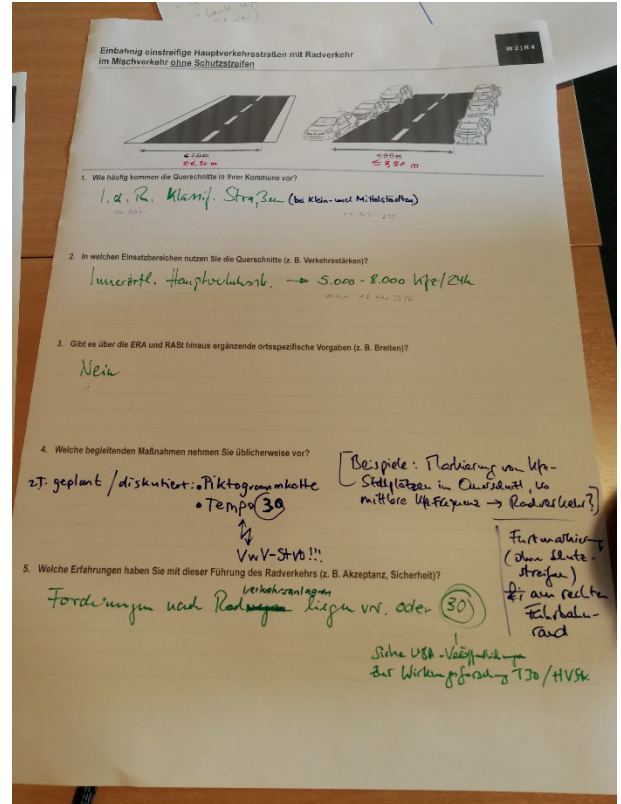 Einbahnig einstreifige Hauptverkehrsstraßen mit Radverkehr
im Mischverkehr ohne Schutzstreifen
W 2 | R 4
≤ 7,0 m
≤ 6,50 m
≤ 8,50 m
1. Wie häufig kommen die Querschnitte in Ihrer Kommune vor?
I. d. R. Klassif. Straßen (bei Klein- und Mittelstädten)
2. In welchen Einsatzbereichen nutzen Sie die Querschnitte (z. B. Verkehrsstärken)?
Innerörtl. Hauptverkehrsstr. → 5.000 - 8.000 Kfz/24h
3. Gibt es über die ERA und RASt hinaus ergänzende ortsspezifische Vorgaben (z. B. Breiten)?
Nein
4. Welche begleitenden Maßnahmen nehmen Sie üblicherweise vor?
z.T. geplant / diskutiert: • Piktogrammkette
• Tempo 30
VwV-StVO!!!
[Beispiele: Markierung von Kfz-
Stellplätzen im Querschnitt, wo
mittlere Kfz Frequenz → Radverkehr?]
Furtmarkierung
(ohne Schutz-
streifen)
am rechten
Fahrbahn-
rand
5. Welche Erfahrungen haben Sie mit dieser Führung des Radverkehrs (z. B. Akzeptanz, Sicherheit)?
Forderungen nach Radverkehrsanlagen liegen vor, oder 30
Siehe UBA-Veröffentlichungen
zur Wirkungsforschung T30/HVStr.